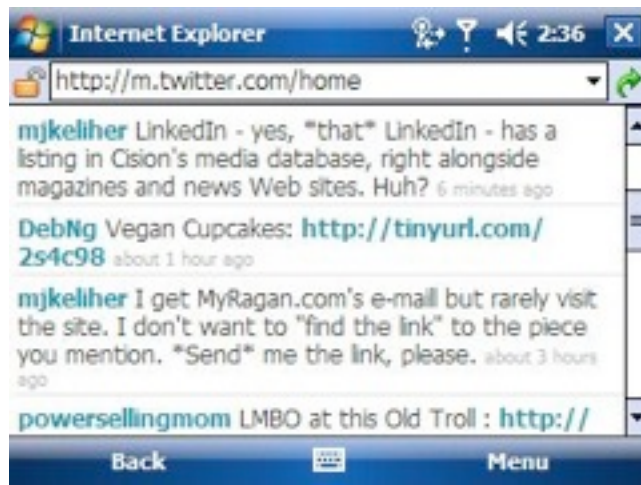 Internet Explorer 2:36
http://m.twitter.com/home
mjkeliher LinkedIn - yes, *that* LinkedIn - has a
listing in Cision's media database, right alongside
magazines and news Web sites. Huh? 6 minutes ago
DebNg Vegan Cupcakes: http://tinyurl.com/
2s4c98 about 1 hour ago
mjkeliher I get MyRagan.com's e-mail but rarely visit
the site. I don't want to "find the link" to the piece
you mention. *Send* me the link, please. about 3 hours
ago
powersellingmom LMBO at this Old Troll : http://
Back Menu